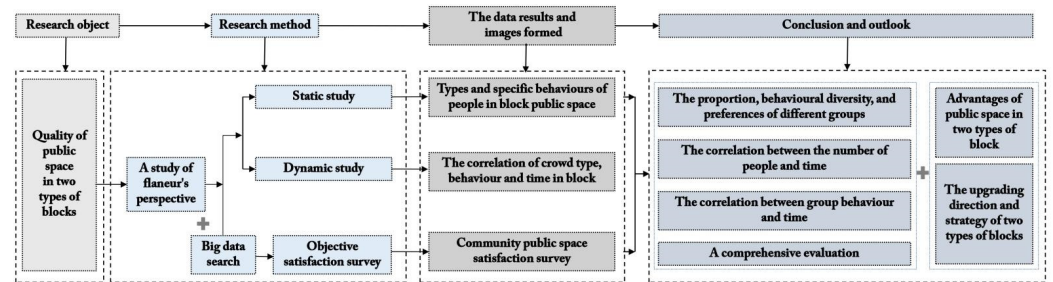 Research object
Research method
The data results and
images formed
Conclusion and outlook
Quality of
public
space
in two
types of
blocks
A study of
flaneur's
perspective
Static study
Dynamic study
Big data
search
Objective
satisfaction survey
Types and specific behaviours of
people in block public space
The correlation of crowd type,
behaviour and time in block
Community public space
satisfaction survey
The proportion, behavioural diversity, and
preferences of different groups
The correlation between the number of
people and time
The correlation between group behaviour
and time
A comprehensive evaluation
Advantages of
public space in
two types of
block
The upgrading
direction and
strategy of two
types of blocks